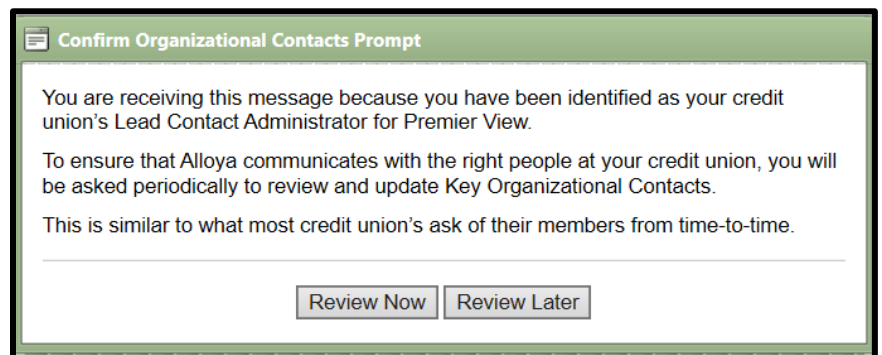 Confirm Organizational Contacts Prompt
You are receiving this message because you have been identified as your credit
union's Lead Contact Administrator for Premier View.
To ensure that Alloya communicates with the right people at your credit union, you will
be asked periodically to review and update Key Organizational Contacts.
This is similar to what most credit union's ask of their members from time-to-time.
Review Now Review Later